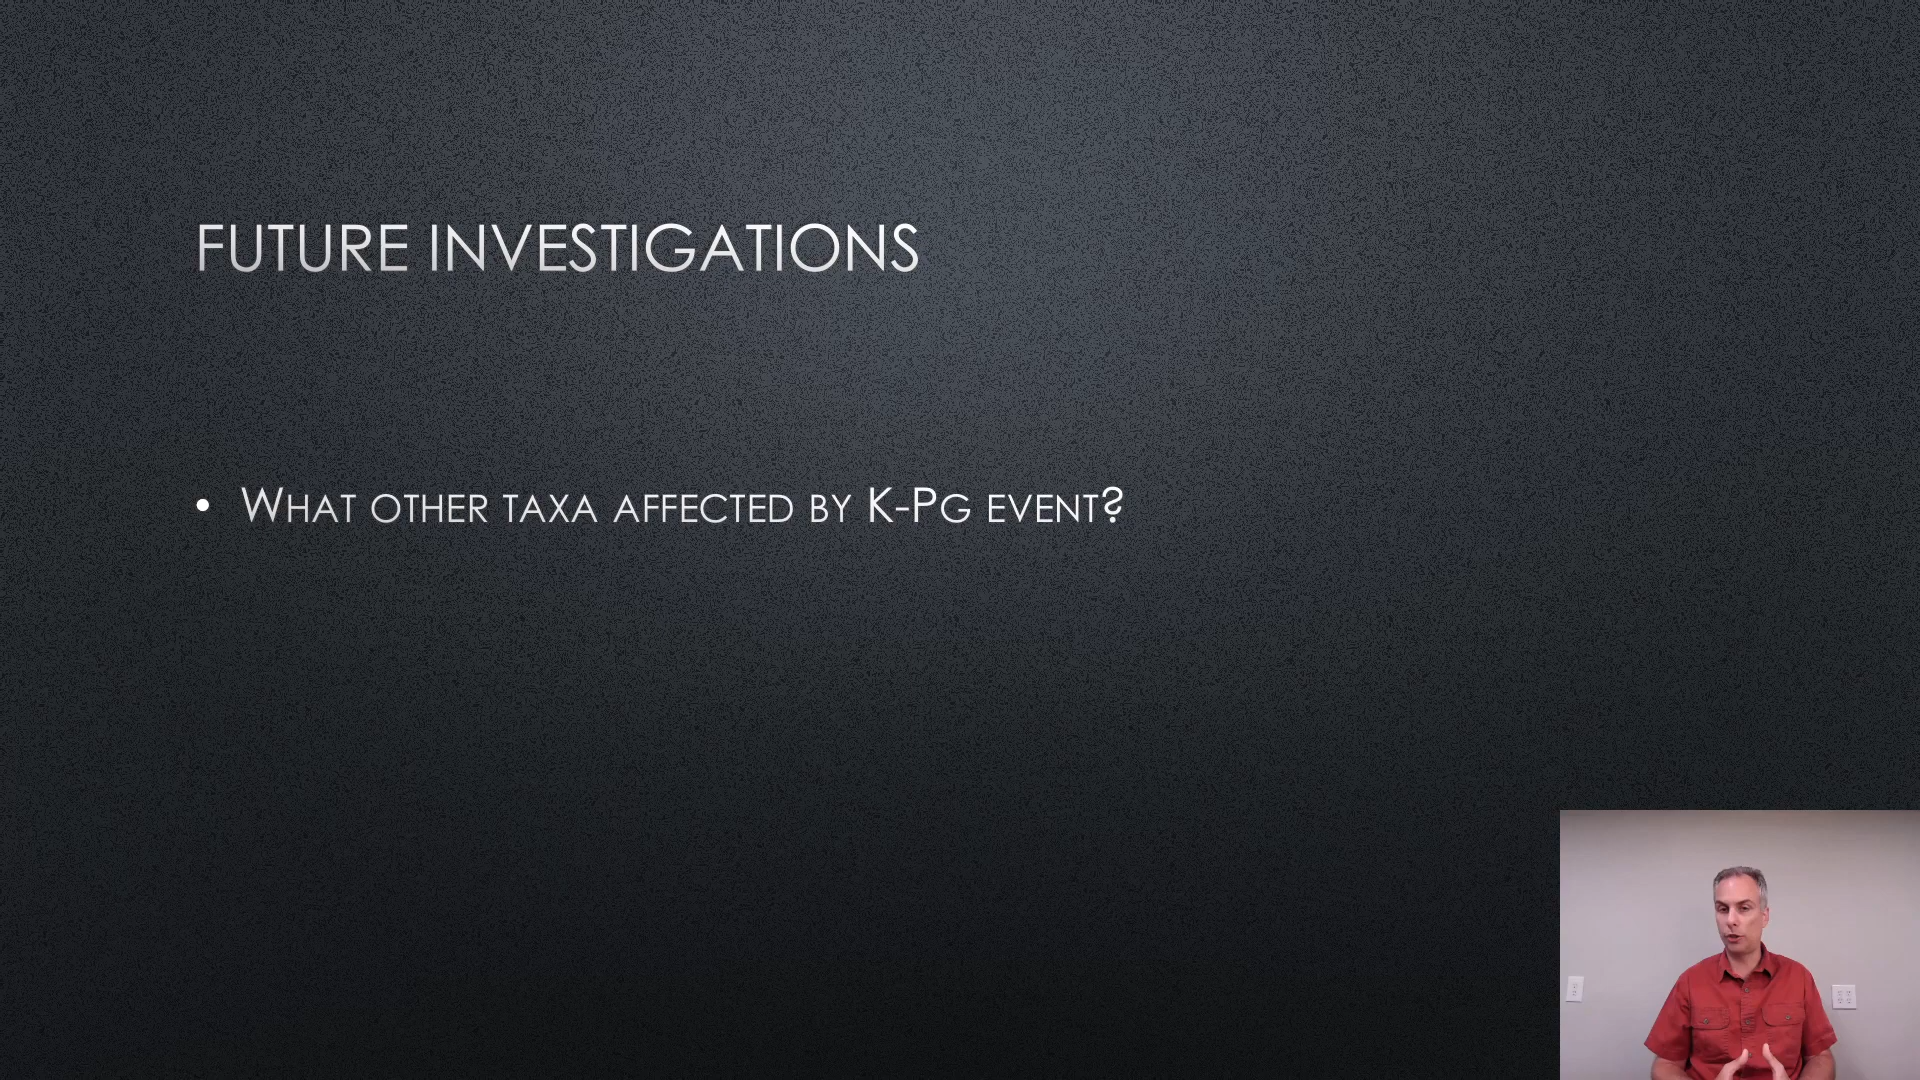 FUTURE INVESTIGATIONS
• WHAT OTHER TAXA AFFECTED BY K-PG EVENT?